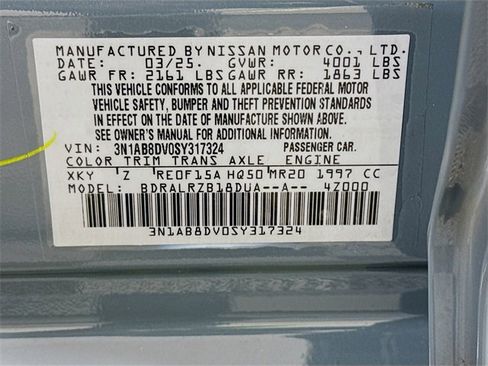 MANUFACTURED BY NISSAN MOTOR CO., LTD.
DATE: 03/25. GVWR: 4001 LBS
GAWR FR: 2161 LBS GAWR RR: 1863 LBS
THIS VEHICLE CONFORMS TO ALL APPLICABLE FEDERAL MOTOR
VEHICLE SAFETY, BUMPER AND THEFT PREVENTION STANDARDS
IN EFFECT ON THE DATE OF MANUFACTURE SHOWN ABOVE.
SEE OWNER'S MANUAL FOR ADDITIONAL INFORMATION.
VIN: 3N1AB8DV0SY317324 PASSENGER CAR.
COLOR TRIM TRANS AXLE ENGINE
XKY Z RE0F15A HQ50 MR20 1997 CC
MODEL: BDRALRZB18DUA--A-- 4Z000
3N1AB8DV0SY317324